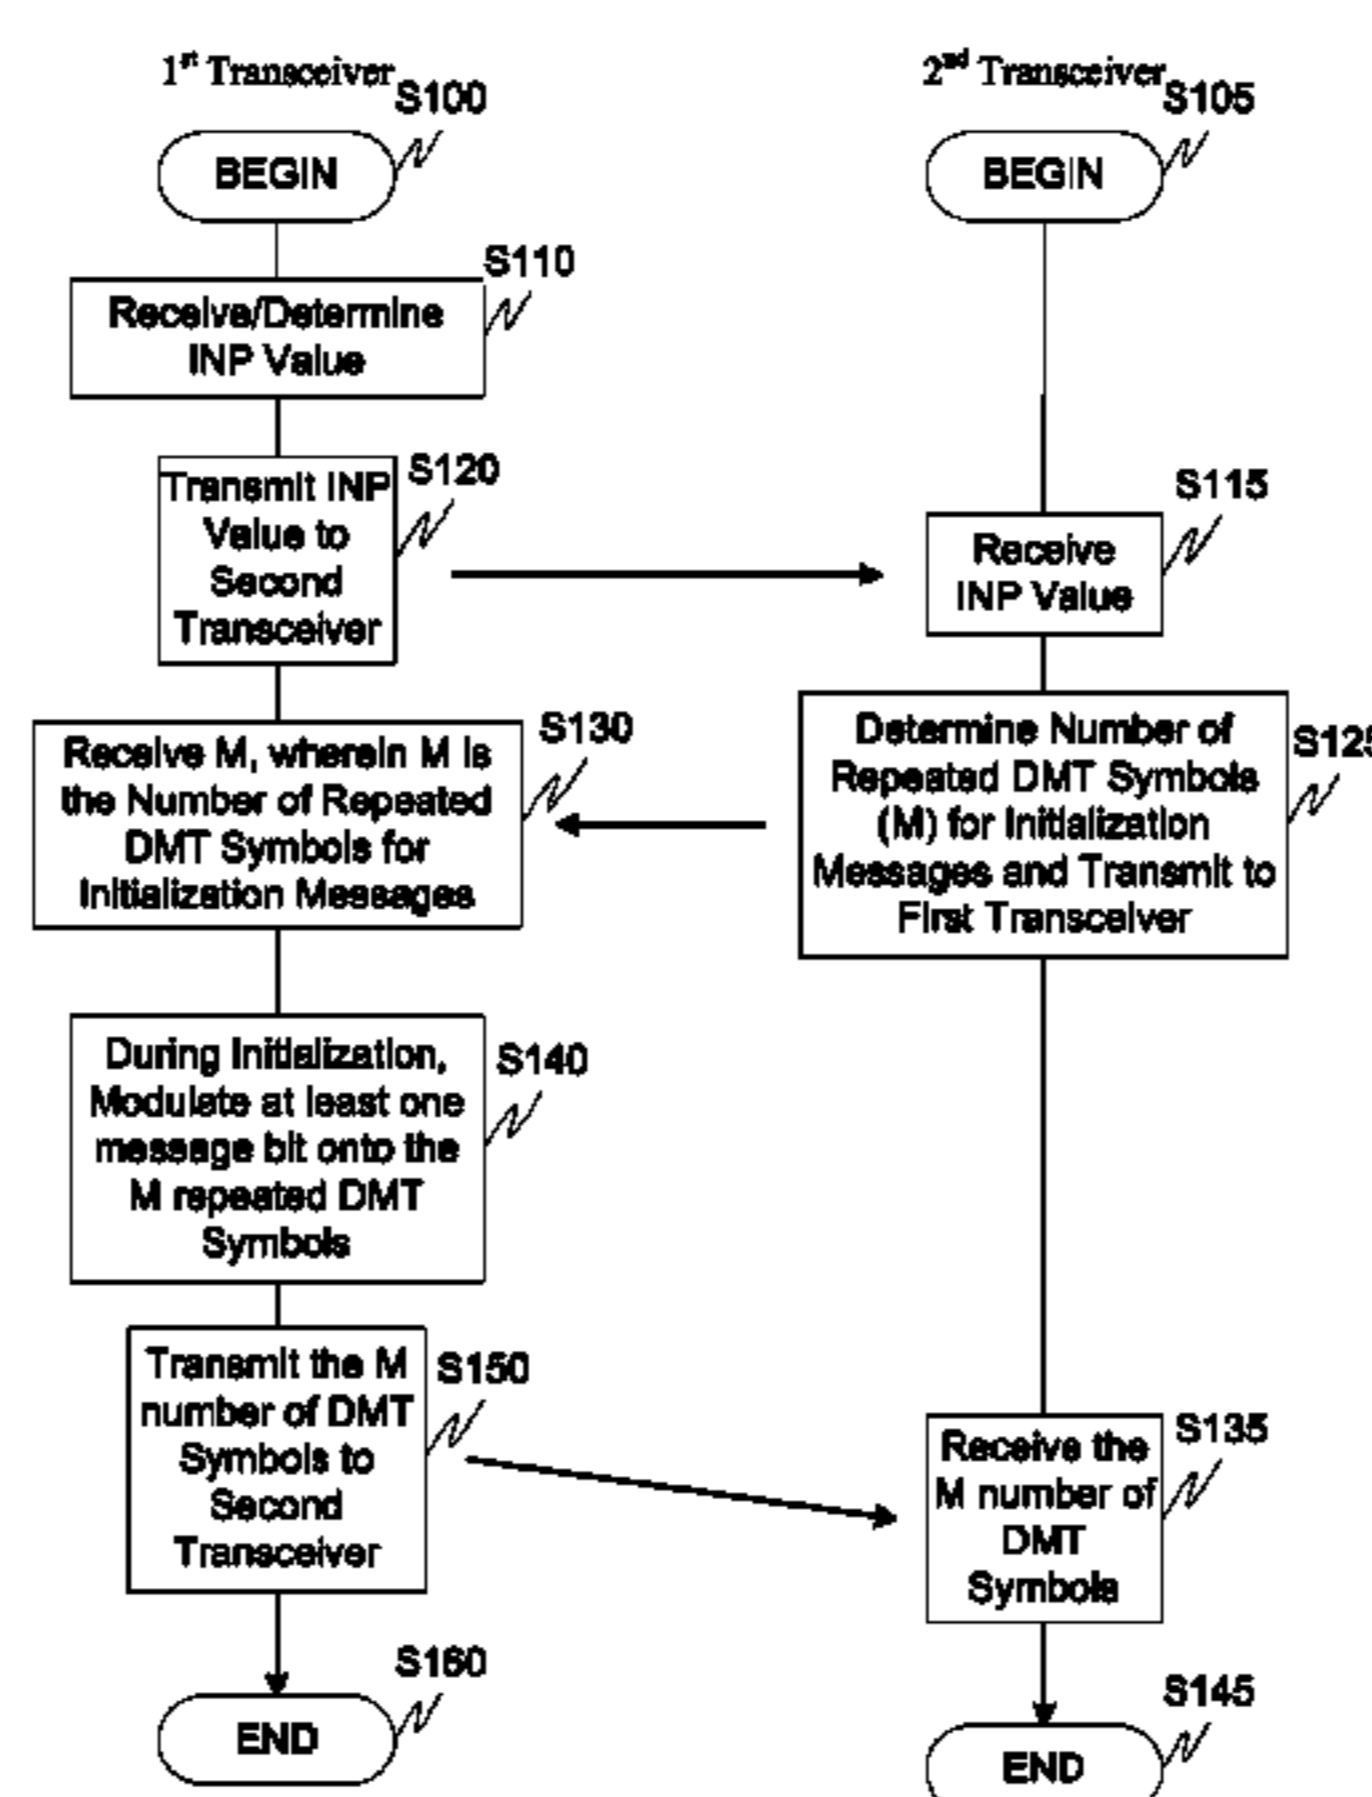 1st Transceiver
S100
BEGIN
S110
Receive/Determine
INP Value
S120
Transmit INP
Value to
Second
Transceiver
S130
Receive M, wherein M is
the Number of Repeated
DMT Symbols for
Initialization Messages
S140
During Initialization,
Modulate at least one
message bit onto the
M repeated DMT
Symbols
S150
Transmit the M
number of DMT
Symbols to
Second
Transceiver
S160
END
2nd Transceiver
S105
BEGIN
S115
Receive
INP Value
S125
Determine Number of
Repeated DMT Symbols
(M) for Initialization
Messages and Transmit to
First Transceiver
S135
Receive the
M number of
DMT
Symbols
S145
END